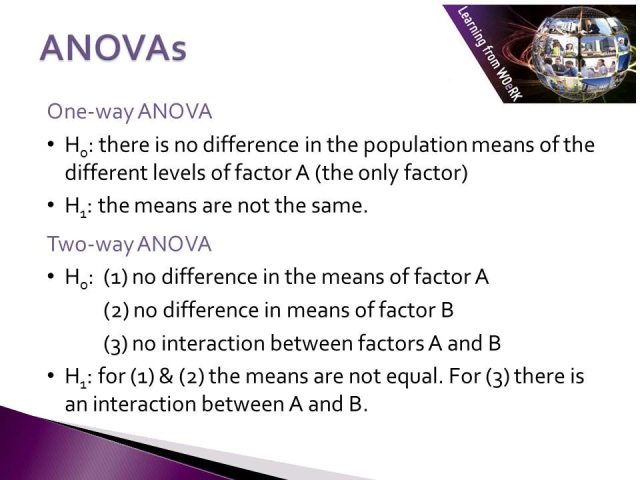 ANOVAs
Learning from WOeRK
One-way ANOVA
• H₀: there is no difference in the population means of the
different levels of factor A (the only factor)
• H₁: the means are not the same.
Two-way ANOVA
• H₀: (1) no difference in the means of factor A
(2) no difference in means of factor B
(3) no interaction between factors A and B
• H₁: for (1) & (2) the means are not equal. For (3) there is
an interaction between A and B.